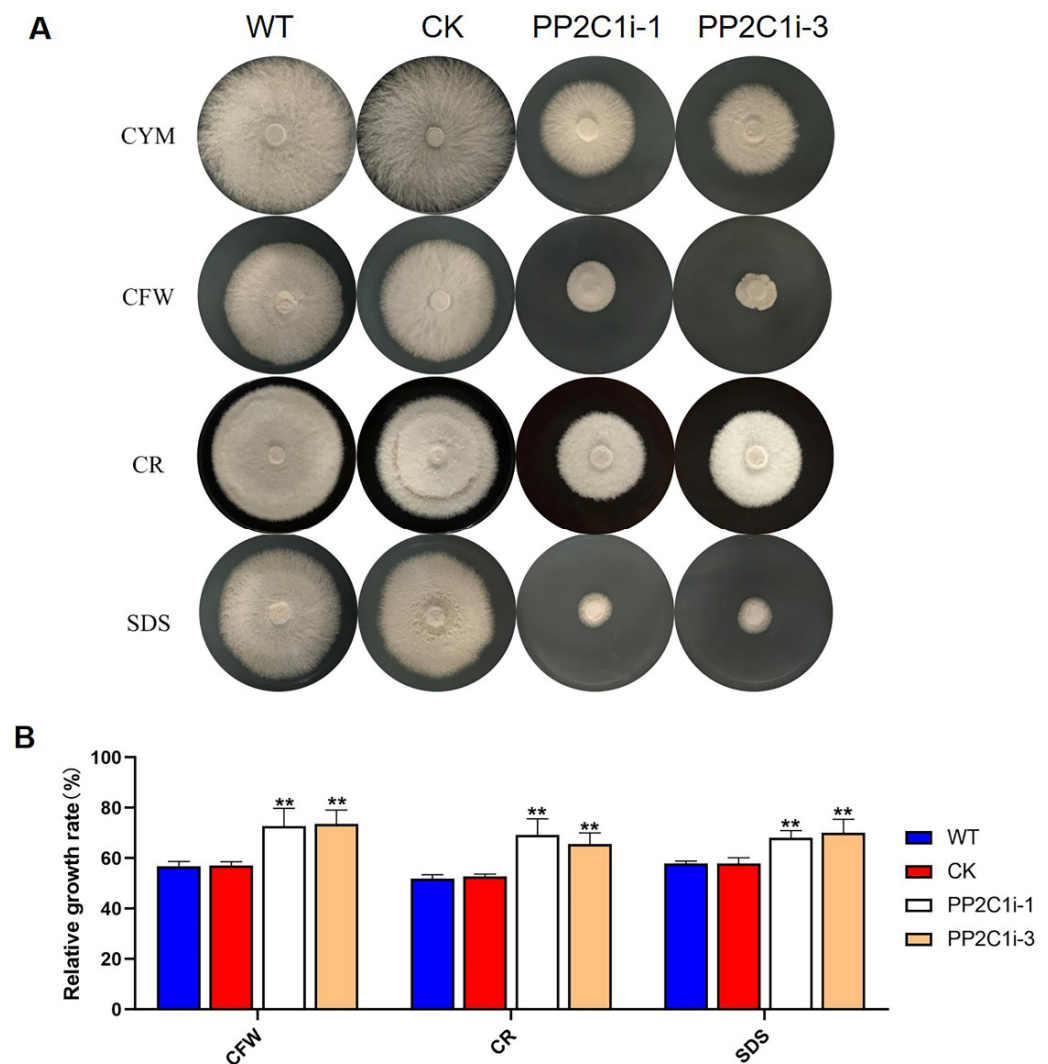 A
WT CK PP2C1i-1 PP2C1i-3
CYM
CFW
CR
SDS
B
Relative growth rate(%)
100
80
60
40
20
0
** **
** **
** **
CFW CR SDS
WT
CK
PP2C1i-1
PP2C1i-3